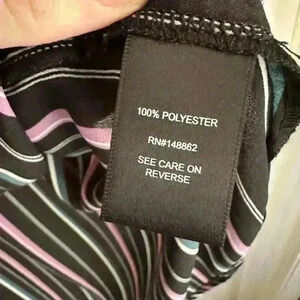 100% POLYESTER
RN#148862
SEE CARE ON
REVERSE